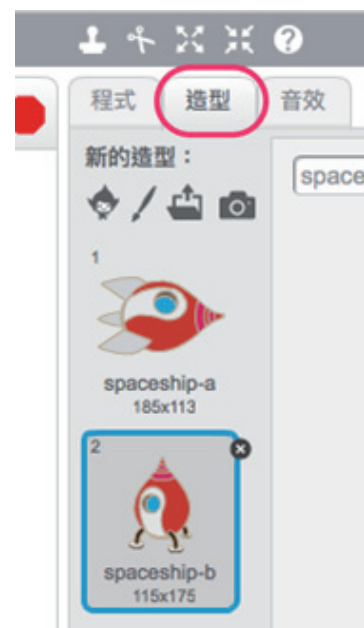 程式 造型 音效
新的造型：
space
1
spaceship-a
185x113
2
spaceship-b
115x175